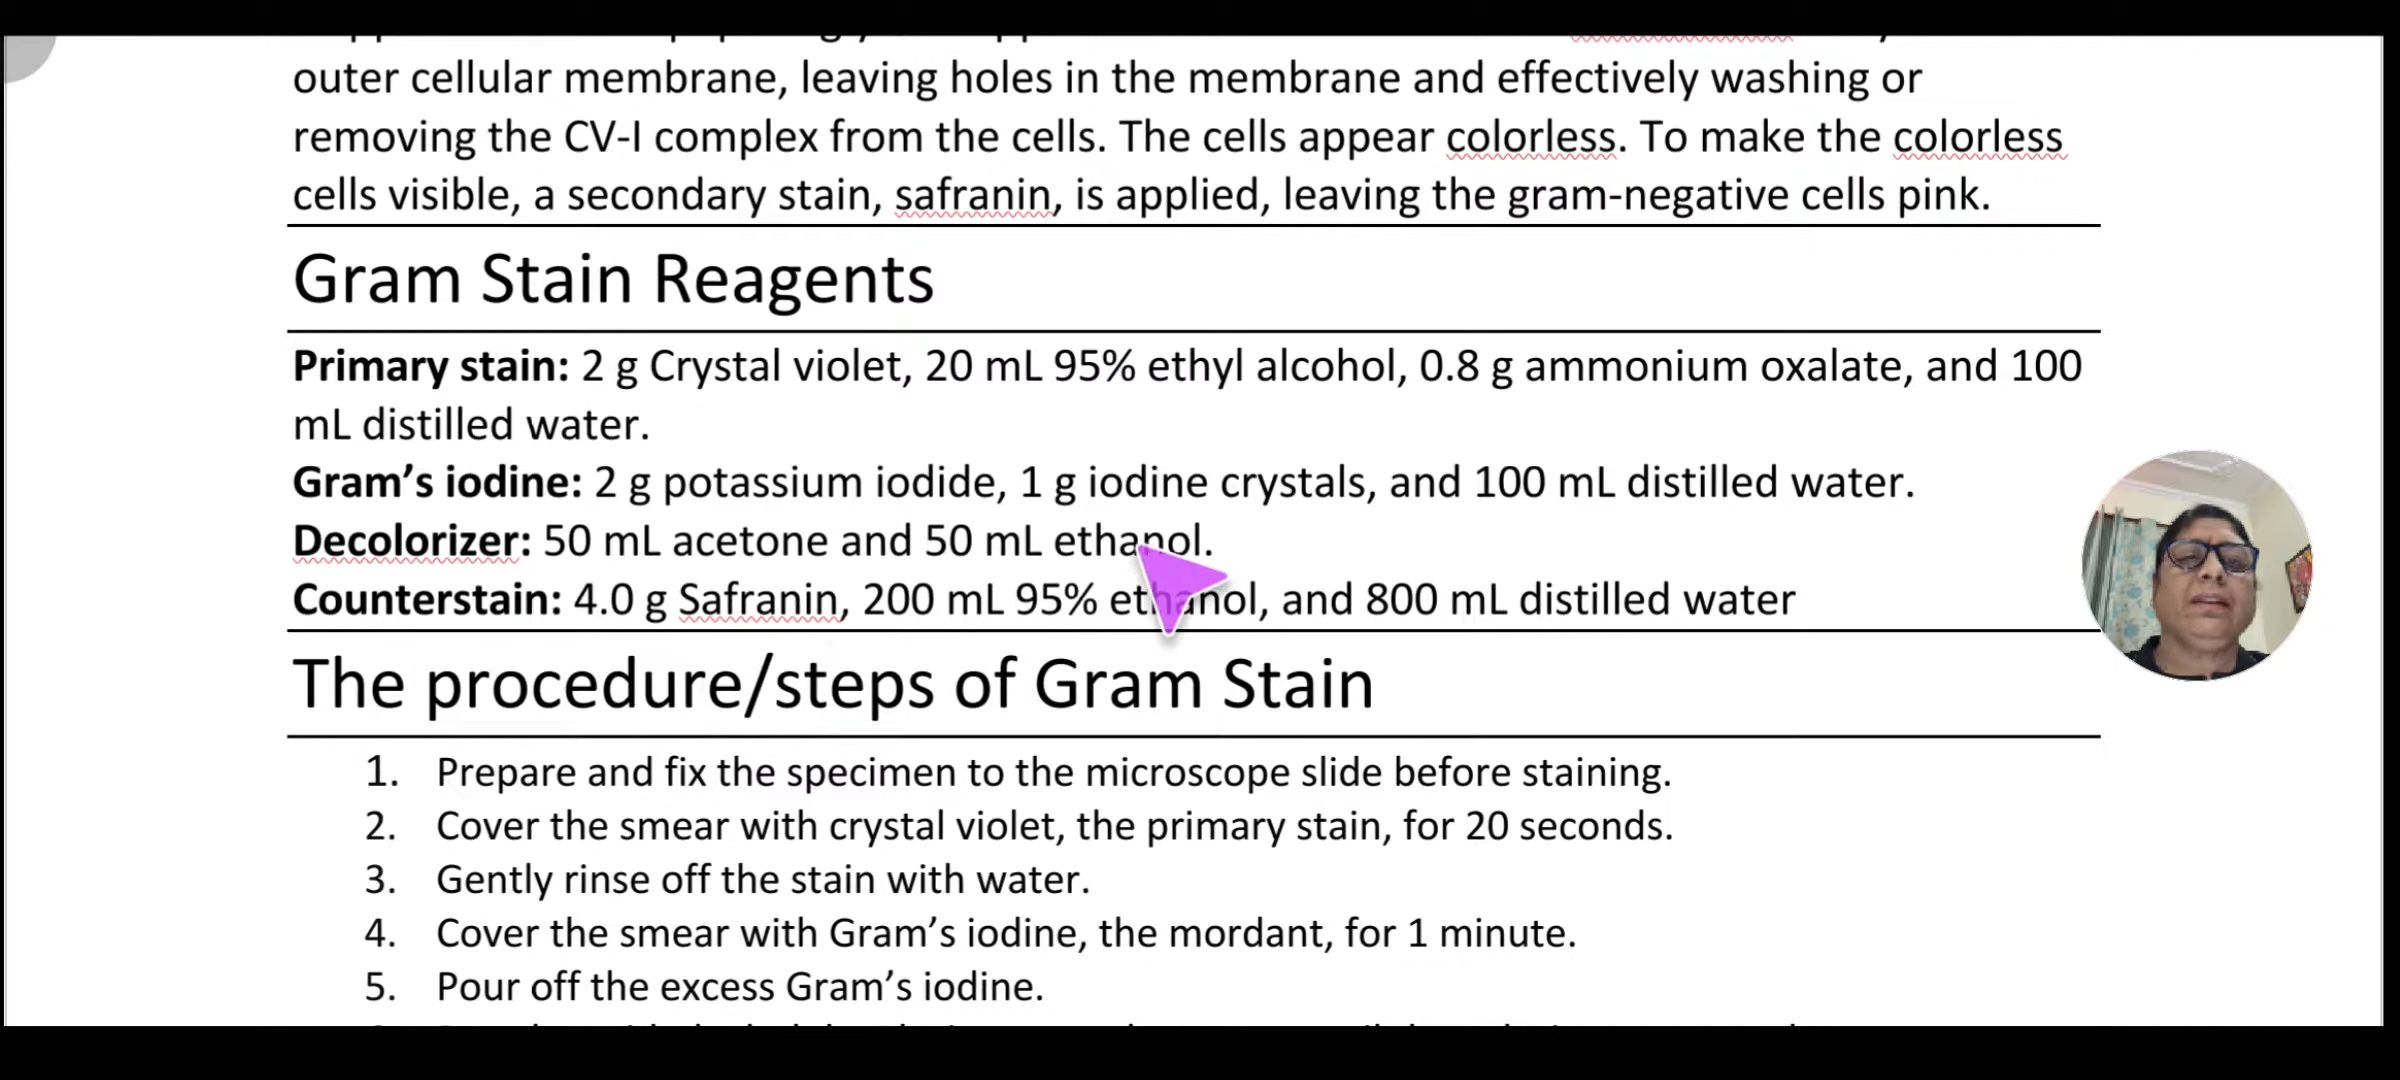 outer cellular membrane, leaving holes in the membrane and effectively washing or
removing the CV-I complex from the cells. The cells appear colorless. To make the colorless
cells visible, a secondary stain, safranin, is applied, leaving the gram-negative cells pink.
Gram Stain Reagents
Primary stain: 2 g Crystal violet, 20 mL 95% ethyl alcohol, 0.8 g ammonium oxalate, and 100
mL distilled water.
Gram’s iodine: 2 g potassium iodide, 1 g iodine crystals, and 100 mL distilled water.
Decolorizer: 50 mL acetone and 50 mL ethanol.
Counterstain: 4.0 g Safranin, 200 mL 95% ethanol, and 800 mL distilled water
The procedure/steps of Gram Stain
1. Prepare and fix the specimen to the microscope slide before staining.
2. Cover the smear with crystal violet, the primary stain, for 20 seconds.
3. Gently rinse off the stain with water.
4. Cover the smear with Gram’s iodine, the mordant, for 1 minute.
5. Pour off the excess Gram’s iodine.